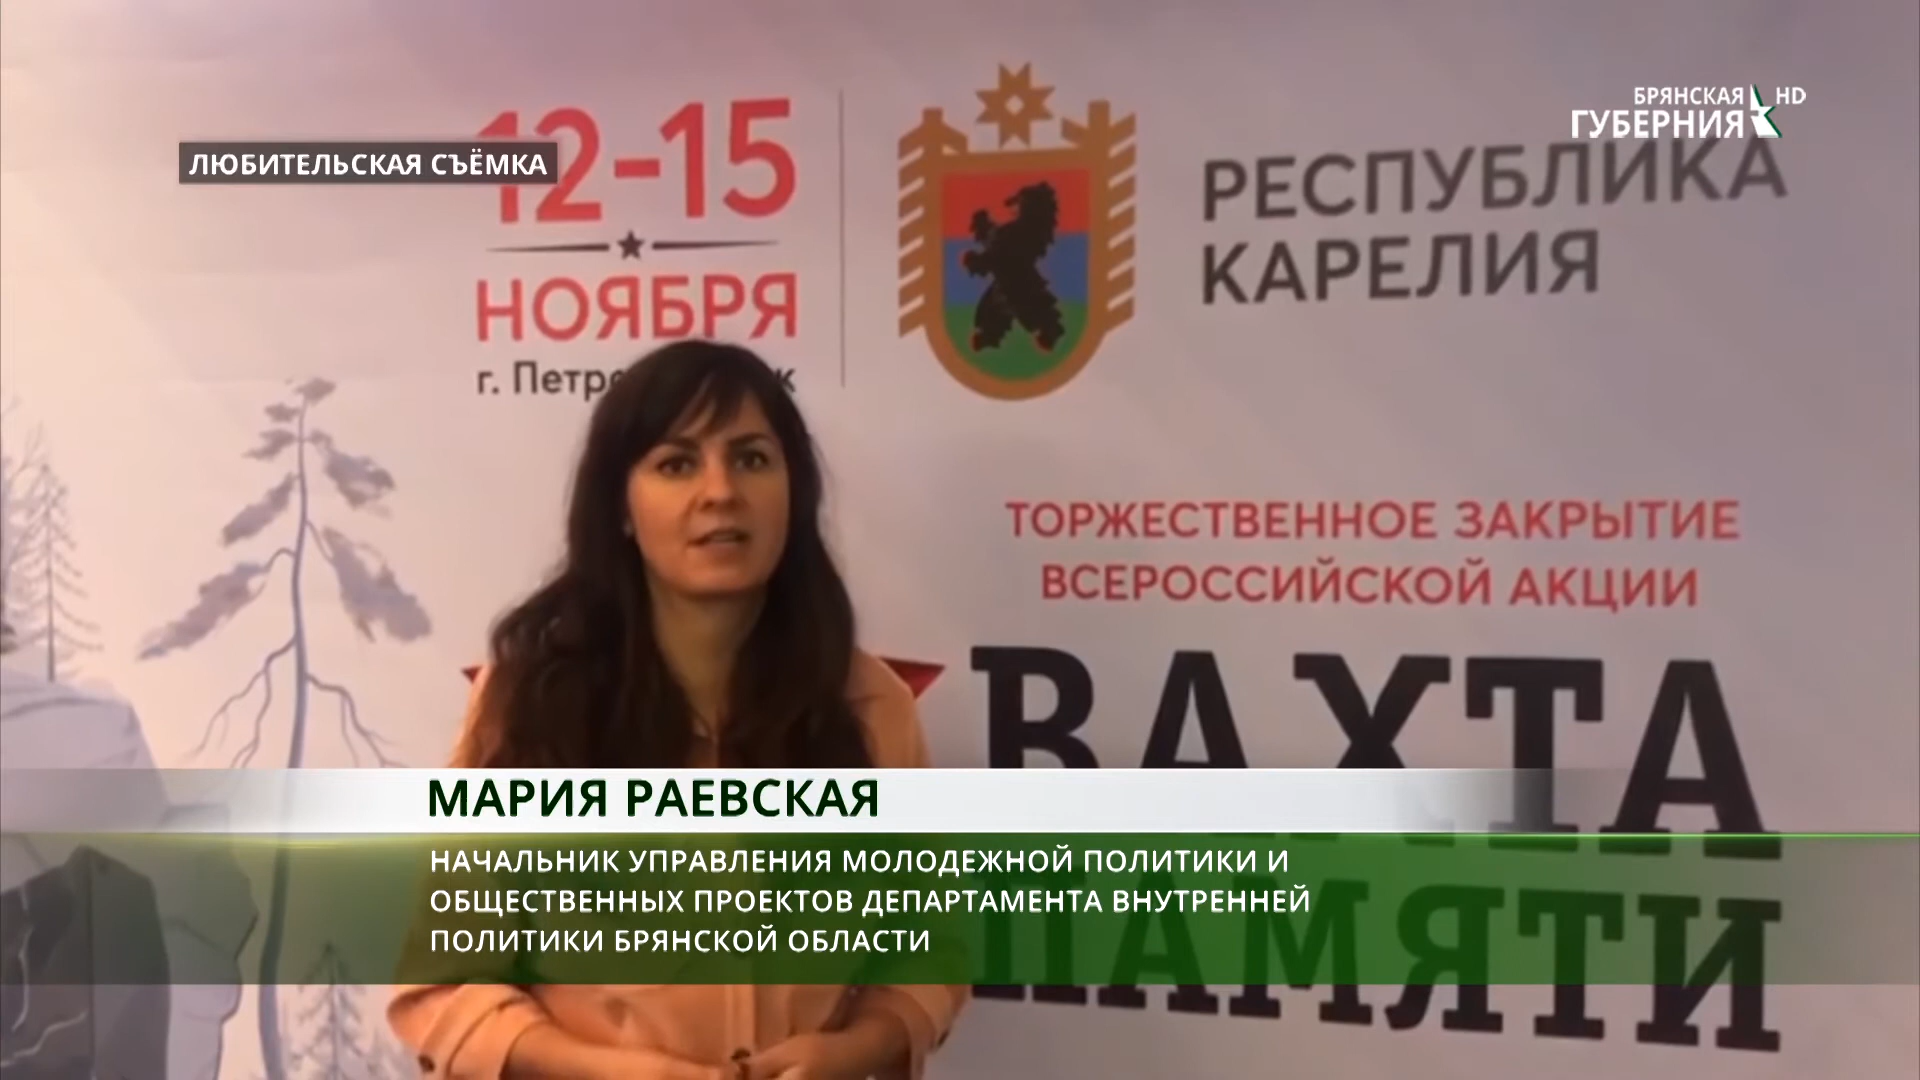 БРЯНСКАЯ HD
ГУБЕРНИЯ
ЛЮБИТЕЛЬСКАЯ СЪЁМКА
12-15
НОЯБРЯ
г.
РЕСПУБЛИКА
КАРЕЛИЯ
ТОРЖЕСТВЕННОЕ ЗАКРЫТИЕ
ВСЕРОССИЙСКОЙ АКЦИИ
ВАХТА
ПАМЯТИ
МАРИЯ РАЕВСКАЯ
НАЧАЛЬНИК УПРАВЛЕНИЯ МОЛОДЕЖНОЙ ПОЛИТИКИ И
ОБЩЕСТВЕННЫХ ПРОЕКТОВ ДЕПАРТАМЕНТА ВНУТРЕННЕЙ
ПОЛИТИКИ БРЯНСКОЙ ОБЛАСТИ